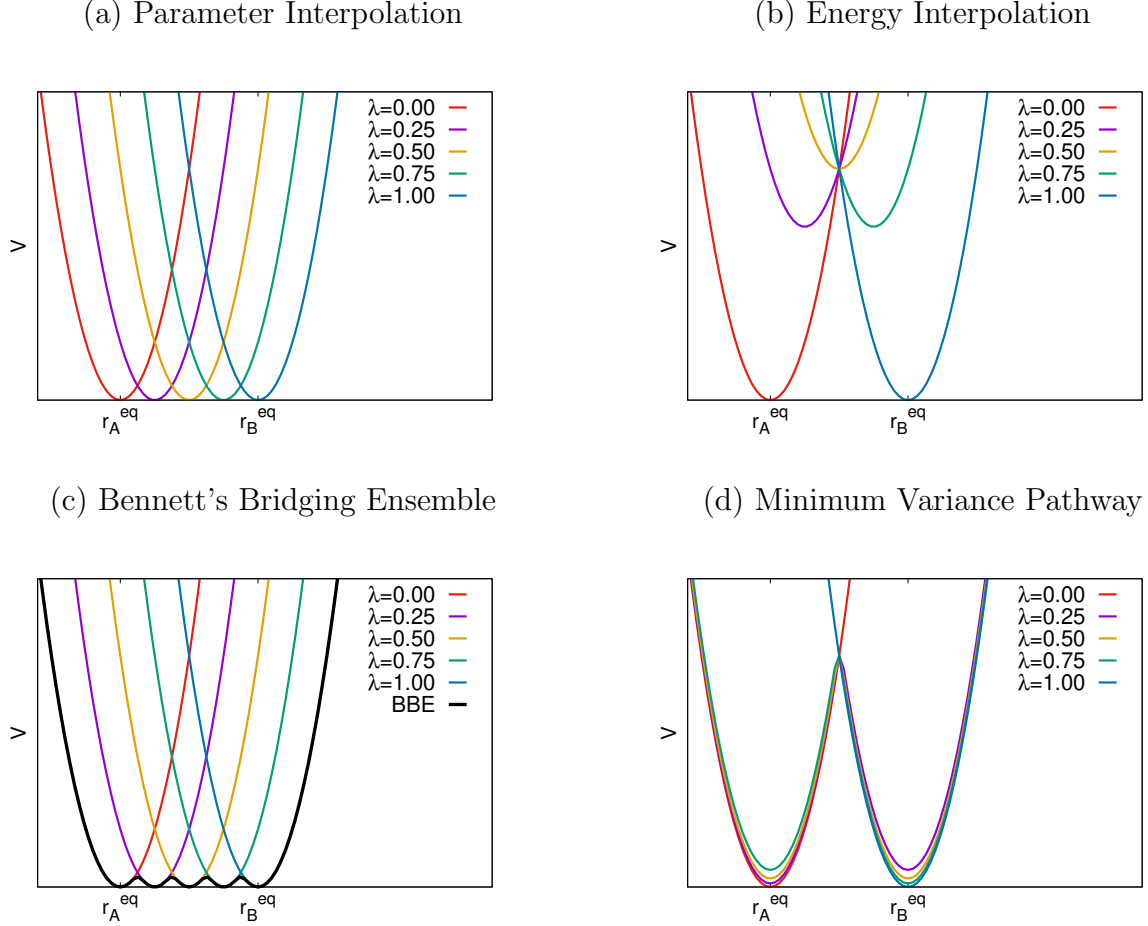 (a) Parameter Interpolation
λ=0.00
λ=0.25
λ=0.50
λ=0.75
λ=1.00
V
r_A^eq
r_B^eq
(b) Energy Interpolation
λ=0.00
λ=0.25
λ=0.50
λ=0.75
λ=1.00
V
r_A^eq
r_B^eq
(c) Bennett's Bridging Ensemble
λ=0.00
λ=0.25
λ=0.50
λ=0.75
λ=1.00
BBE
V
r_A^eq
r_B^eq
(d) Minimum Variance Pathway
λ=0.00
λ=0.25
λ=0.50
λ=0.75
λ=1.00
V
r_A^eq
r_B^eq